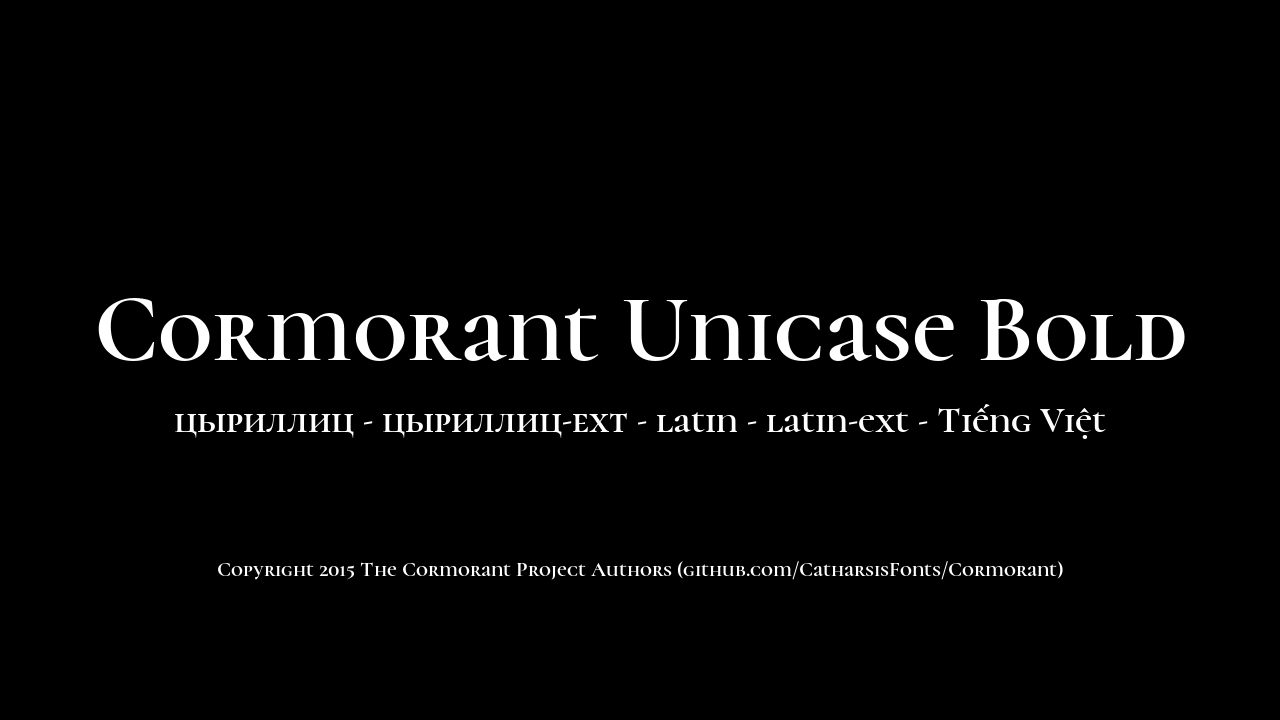 Cormorant Unicase Bold
цыриллиц - цыриллиц-ext - latin - latin-ext - Tiếng Việt
Copyright 2015 The Cormorant Project Authors (github.com/CatharsisFonts/Cormorant)